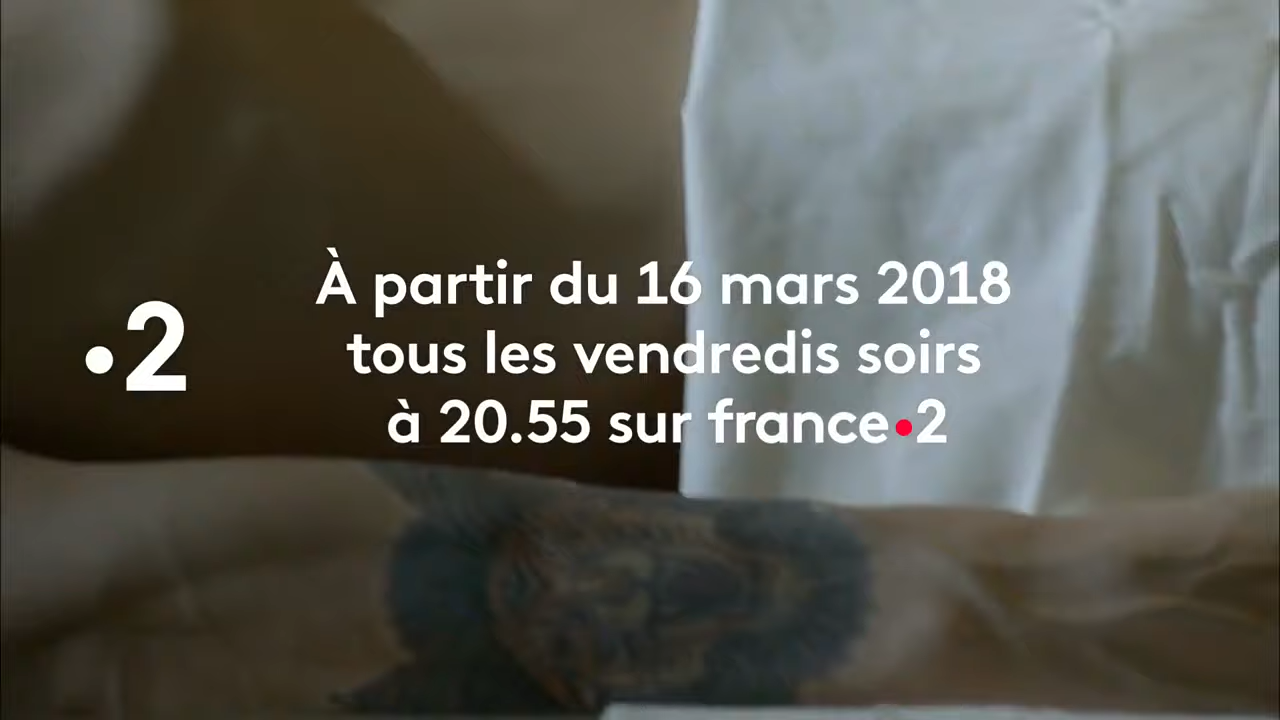 À partir du 16 mars 2018
•2 tous les vendredis soirs
à 20.55 sur france•2